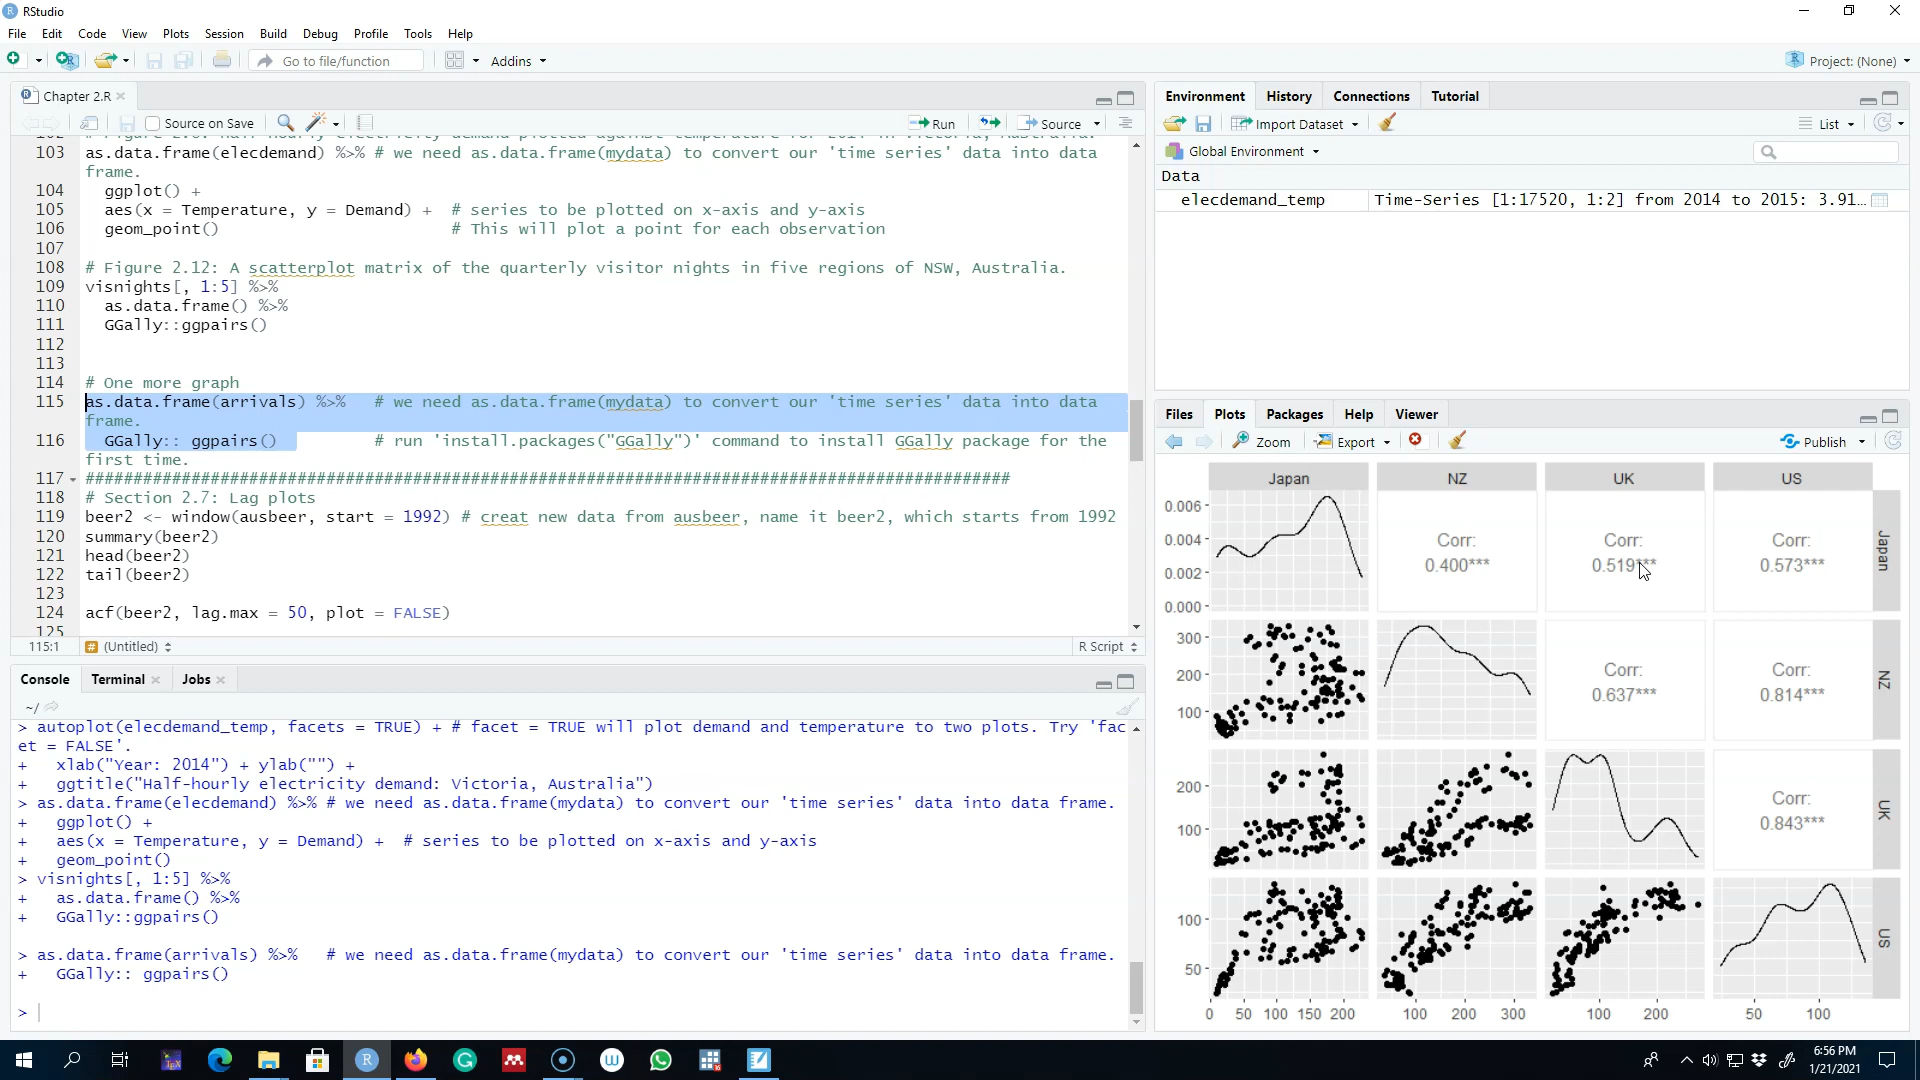 RStudio
File Edit Code View Plots Session Build Debug Profile Tools Help
Go to file/function Addins Project: (None)
Chapter 2.R
Source on Save Run Source
103 as.data.frame(elecdemand) %>% # we need as.data.frame(mydata) to convert our 'time series' data into data
frame.
104 ggplot() +
105 aes(x = Temperature, y = Demand) + # series to be plotted on x-axis and y-axis
106 geom_point() # This will plot a point for each observation
107
108 # Figure 2.12: A scatterplot matrix of the quarterly visitor nights in five regions of NSW, Australia.
109 visnights[, 1:5] %>%
110 as.data.frame() %>%
111 GGally::ggpairs()
112
113
114 # One more graph
115 as.data.frame(arrivals) %>% # we need as.data.frame(mydata) to convert our 'time series' data into data
frame.
116 GGally:: ggpairs() # run 'install.packages("GGally")' command to install GGally package for the
first time.
117 ################################################################################################
118 # Section 2.7: Lag plots
119 beer2 <- window(ausbeer, start = 1992) # creat new data from ausbeer, name it beer2, which starts from 1992
120 summary(beer2)
121 head(beer2)
122 tail(beer2)
123
124 acf(beer2, lag.max = 50, plot = FALSE)
125
115:1 (Untitled) R Script
Console Terminal Jobs
~/
> autoplot(elecdemand_temp, facets = TRUE) + # facet = TRUE will plot demand and temperature to two plots. Try 'fac
et = FALSE'.
+ xlab("Year: 2014") + ylab("") +
+ ggtitle("Half-hourly electricity demand: Victoria, Australia")
> as.data.frame(elecdemand) %>% # we need as.data.frame(mydata) to convert our 'time series' data into data frame.
+ ggplot() +
+ aes(x = Temperature, y = Demand) + # series to be plotted on x-axis and y-axis
+ geom_point()
> visnights[, 1:5] %>%
+ as.data.frame() %>%
+ GGally::ggpairs()
> as.data.frame(arrivals) %>% # we need as.data.frame(mydata) to convert our 'time series' data into data frame.
+ GGally:: ggpairs()
>
Environment History Connections Tutorial
Import Dataset List
Global Environment
Data
elecdemand_temp Time-Series [1:17520, 1:2] from 2014 to 2015: 3.91…
Files Plots Packages Help Viewer
Zoom Export Publish
Japan NZ UK US
0.006
0.004
0.002
0.000
Corr:
0.400***
Corr:
0.519***
Corr:
0.573***
Japan
300
200
100
Corr:
0.637***
Corr:
0.814***
NZ
200
100
Corr:
0.843***
UK
100
50
US
0 50 100 150 200 100 200 300 100 200 50 100
6:56 PM
1/21/2021